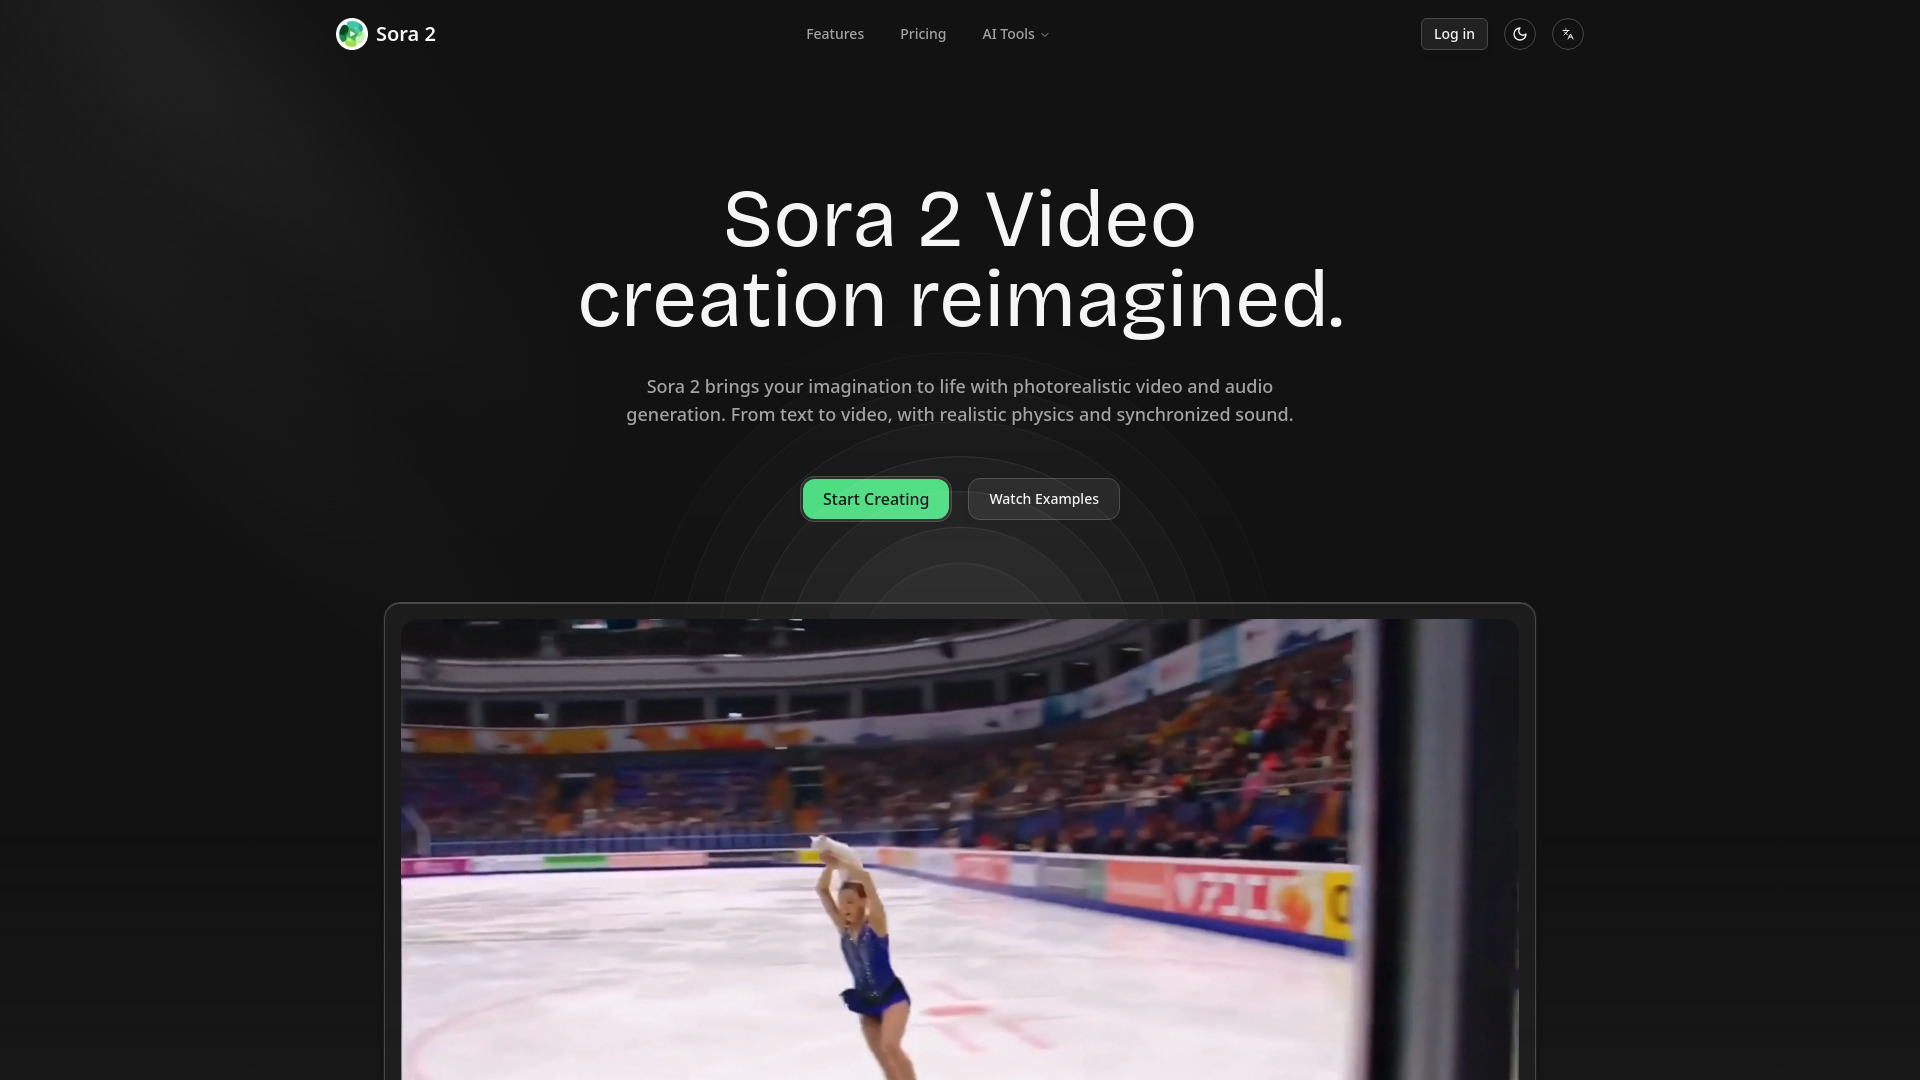 Sora 2
Features
Pricing
AI Tools
Log in
Sora 2 Video
creation reimagined.
Sora 2 brings your imagination to life with photorealistic video and audio
generation. From text to video, with realistic physics and synchronized sound.
Start Creating
Watch Examples